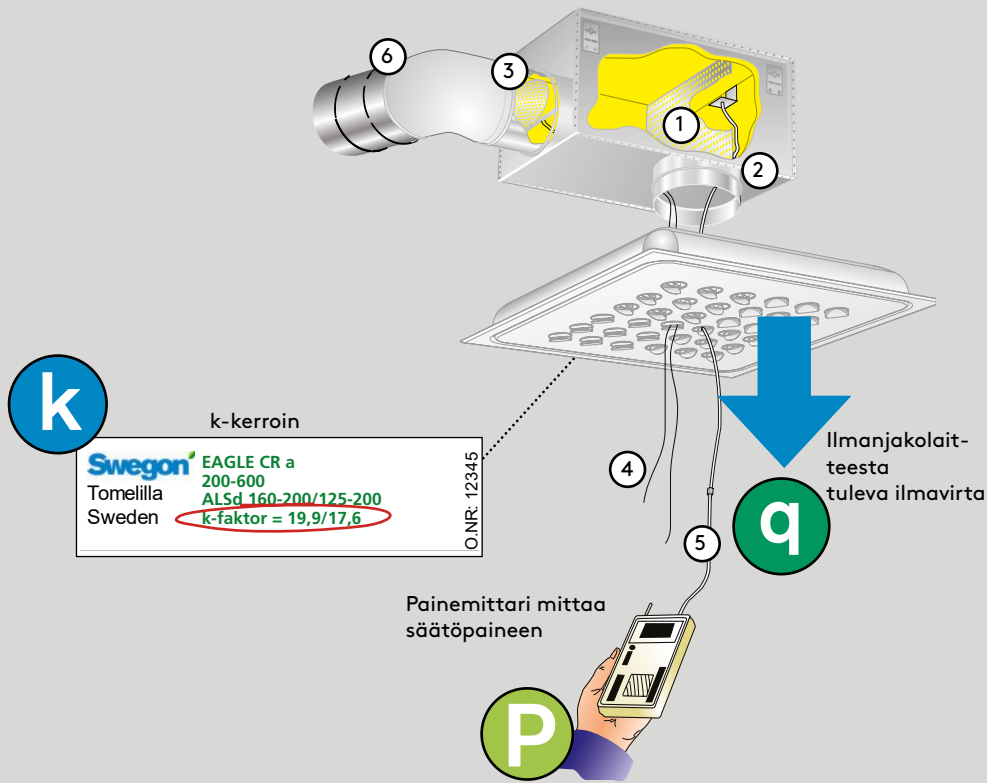 6
3
1
2
k
k-kerroin
Swegon
Tomelilla
Sweden
EAGLE CR a
200-600
ALSd 160-200/125-200
k-faktor = 19,9/17,6
O.NR: 12345
4
5
Ilmanjakolait-
teesta
tuleva ilmavirta
q
Painemittari mittaa
säätöpaineen
P